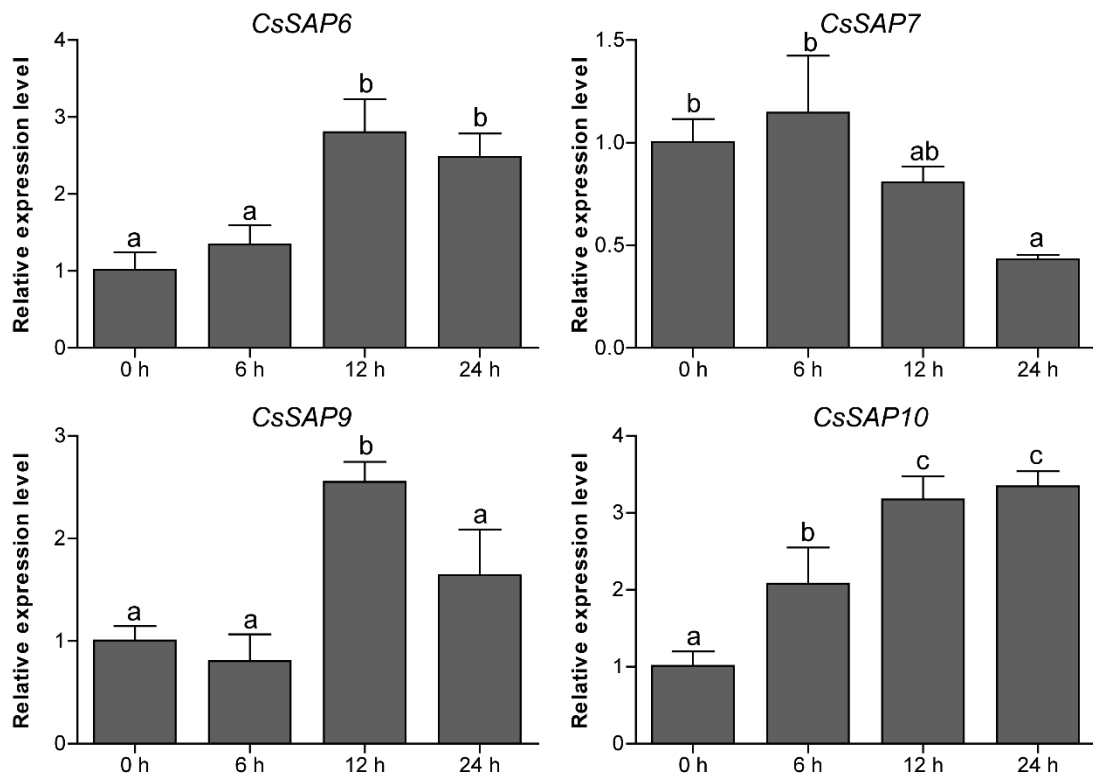 CsSAP6
Relative expression level
4
3
2
1
0
a
a
b
b
0 h
6 h
12 h
24 h
CsSAP7
Relative expression level
1.5
1.0
0.5
0.0
b
b
ab
a
0 h
6 h
12 h
24 h
CsSAP9
Relative expression level
3
2
1
0
a
a
b
a
0 h
6 h
12 h
24 h
CsSAP10
Relative expression level
4
3
2
1
0
a
b
c
c
0 h
6 h
12 h
24 h